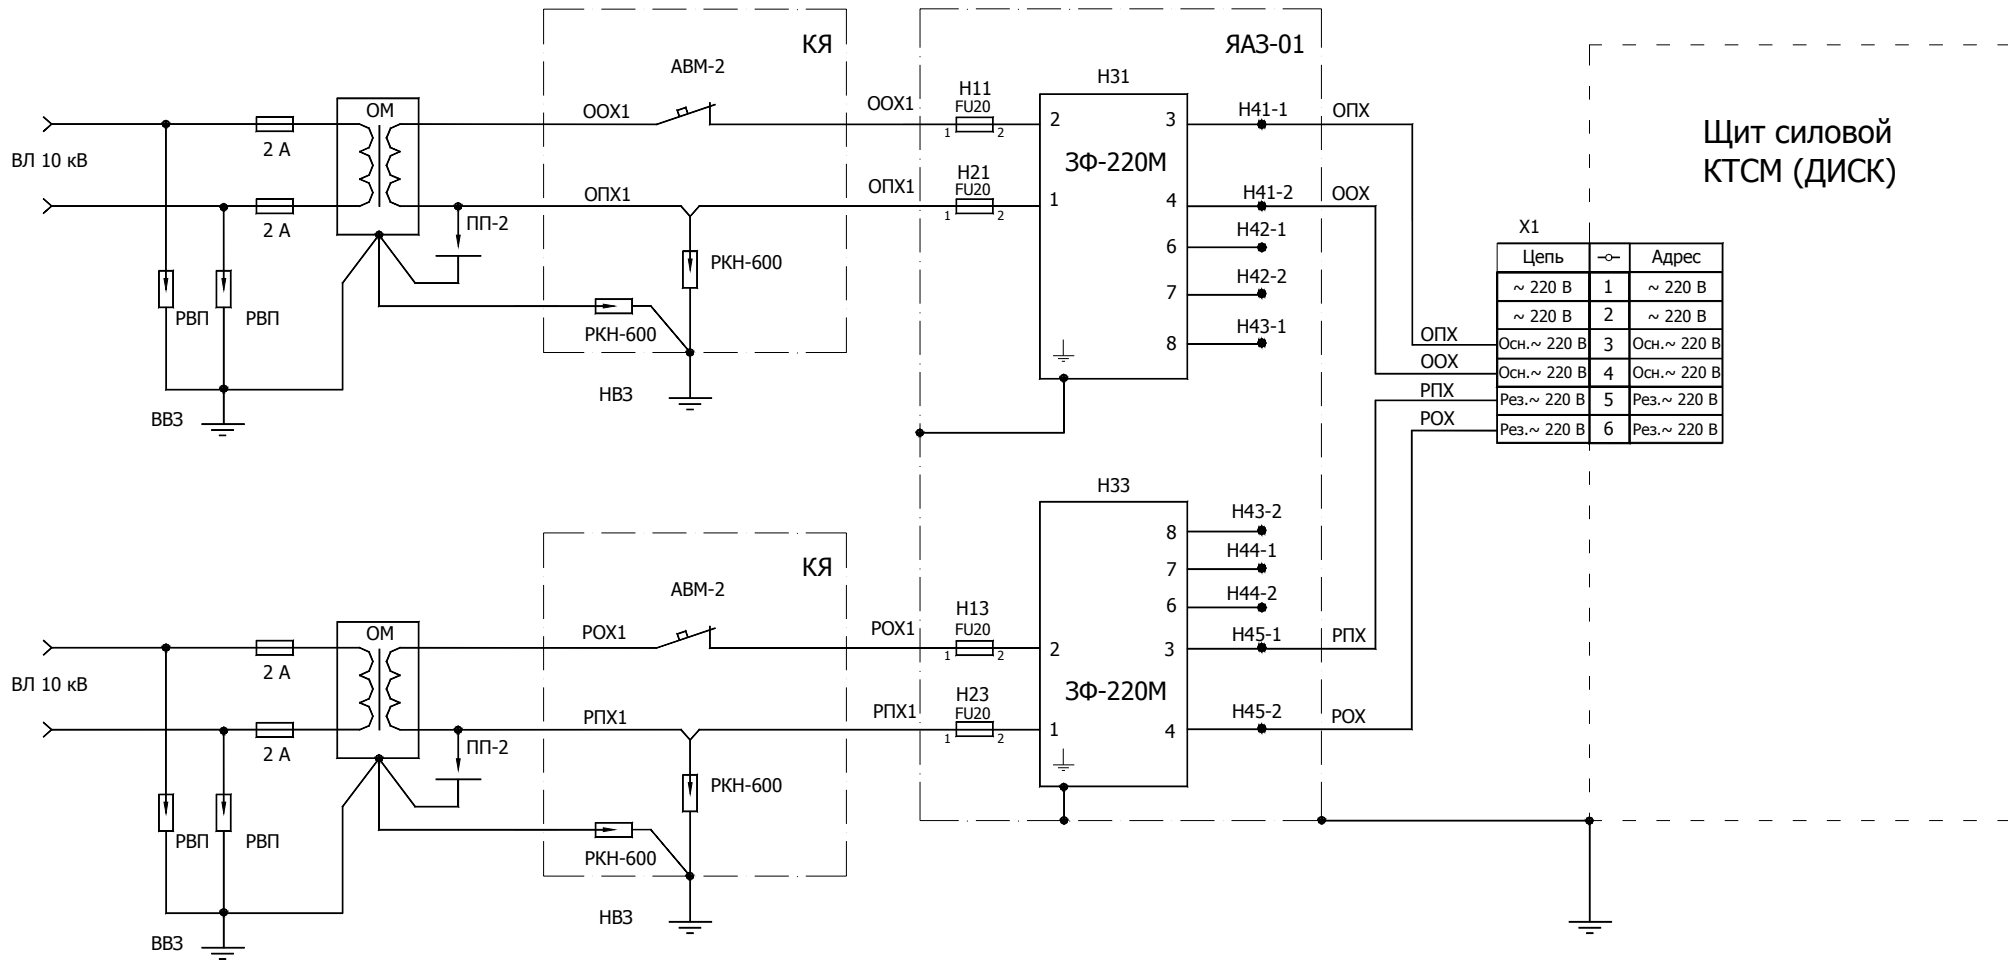 КЯ
ЯАЗ-01
АВМ-2
Н31
ОМ
ООХ1
ООХ1
Н11
FU20
1 2
2
3
Н41-1
ОПХ
Щит силовой
КТСМ (ДИСК)
2 А
ВЛ 10 кВ
ЗФ-220М
ОПХ1
ОПХ1
Н21
FU20
1 2
1
4
Н41-2
ООХ
2 А
ПП-2
6
Н42-1
Х1
РКН-600
7
Н42-2
Цепь Адрес
~ 220 В 1 ~ 220 В
~ 220 В 2 ~ 220 В
РВП
РВП
РКН-600
8
Н43-1
ОПХ
Осн.~ 220 В 3 Осн.~ 220 В
ООХ
Осн.~ 220 В 4 Осн.~ 220 В
РПХ
Рез.~ 220 В 5 Рез.~ 220 В
РОХ
Рез.~ 220 В 6 Рез.~ 220 В
ВВЗ
НВЗ
Н33
КЯ
АВМ-2
8
Н43-2
7
Н44-1
6
Н44-2
ОМ
РОХ1
РОХ1
Н13
FU20
1 2
2
3
Н45-1
РПХ
2 А
ВЛ 10 кВ
ЗФ-220М
РПХ1
РПХ1
Н23
FU20
1 2
1
4
Н45-2
РОХ
2 А
ПП-2
РКН-600
РВП
РВП
РКН-600
ВВЗ
НВЗ